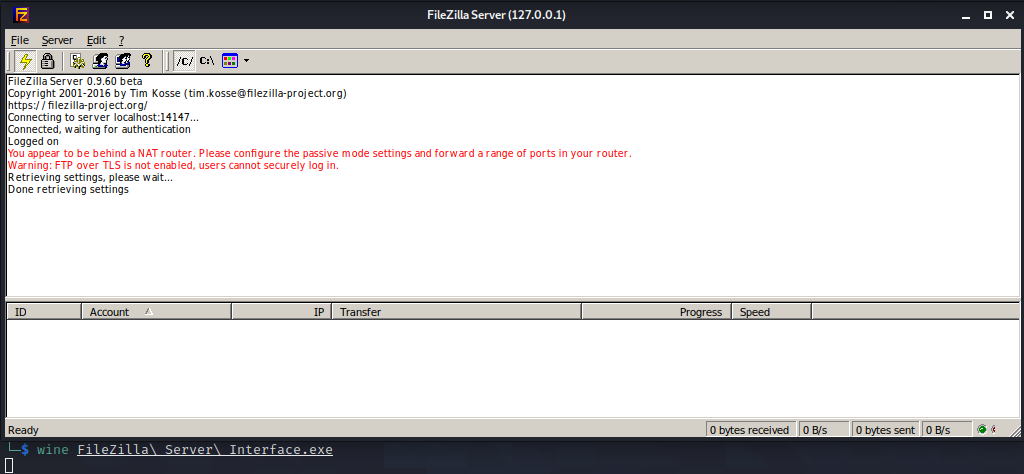 FileZilla Server (127.0.0.1)
File Server Edit ?
/C/ C:\
FileZilla Server 0.9.60 beta
Copyright 2001-2016 by Tim Kosse (tim.kosse@filezilla-project.org)
https://filezilla-project.org/
Connecting to server localhost:14147...
Connected, waiting for authentication
Logged on
You appear to be behind a NAT router. Please configure the passive mode settings and forward a range of ports in your router.
Warning: FTP over TLS is not enabled, users cannot securely log in.
Retrieving settings, please wait...
Done retrieving settings
ID Account IP Transfer Progress Speed
Ready 0 bytes received 0 B/s 0 bytes sent 0 B/s
└─$ wine FileZilla\ Server\ Interface.exe